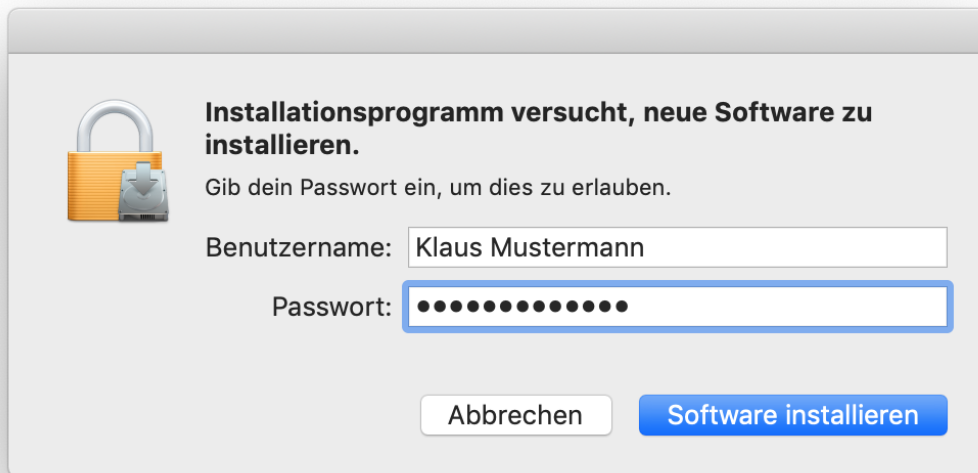 Installationsprogramm versucht, neue Software zu
installieren.
Gib dein Passwort ein, um dies zu erlauben.
Benutzername: Klaus Mustermann
Passwort: •••••••••••••
Abbrechen Software installieren